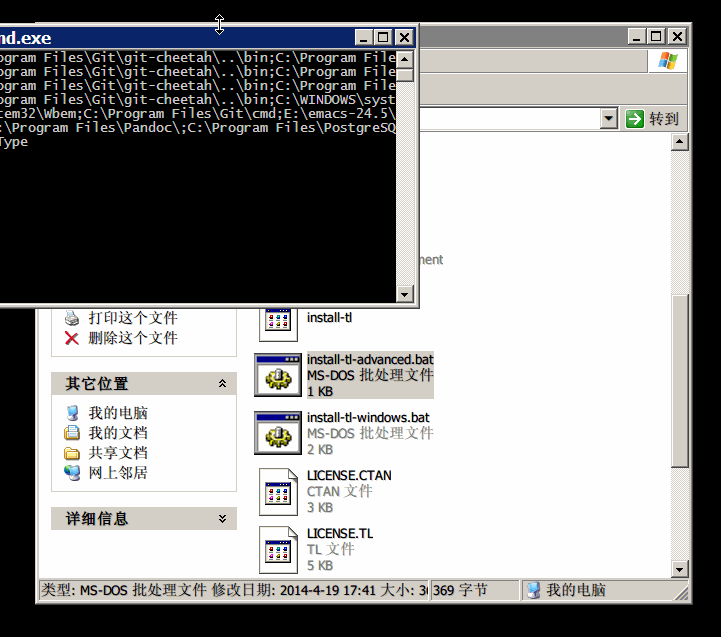 nd.exe
ogram Files\Git\git-cheetah\..\bin;C:\Program File
ogram Files\Git\git-cheetah\..\bin;C:\Program File
ogram Files\Git\git-cheetah\..\bin;C:\Program File
ogram Files\Git\git-cheetah\..\bin;C:\WINDOWS\syst
tem32\Wbem;C:\Program Files\Git\cmd;E:\emacs-24.5\
:\Program Files\Pandoc\;C:\Program Files\PostgreSQ
Type
转到
ment
打印这个文件
删除这个文件
其它位置
我的电脑
我的文档
共享文档
网上邻居
详细信息
install-tl
install-tl-advanced.bat
MS-DOS 批处理文件
1 KB
install-tl-windows.bat
MS-DOS 批处理文件
2 KB
LICENSE.CTAN
CTAN 文件
3 KB
LICENSE.TL
TL 文件
5 KB
类型: MS-DOS 批处理文件 修改日期: 2014-4-19 17:41 大小: 36
369 字节
我的电脑